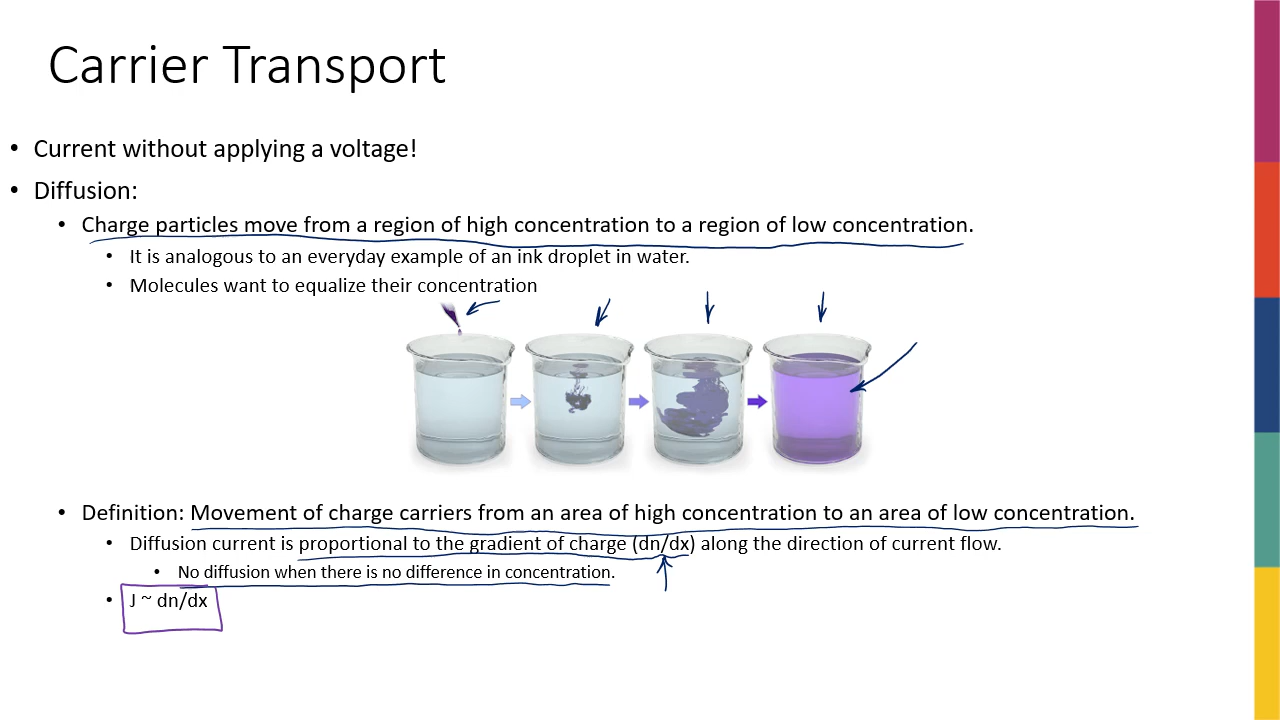 Carrier Transport
• Current without applying a voltage!
• Diffusion:
• Charge particles move from a region of high concentration to a region of low concentration.
• It is analogous to an everyday example of an ink droplet in water.
• Molecules want to equalize their concentration
• Definition: Movement of charge carriers from an area of high concentration to an area of low concentration.
• Diffusion current is proportional to the gradient of charge (dn/dx) along the direction of current flow.
• No diffusion when there is no difference in concentration.
• J ~ dn/dx